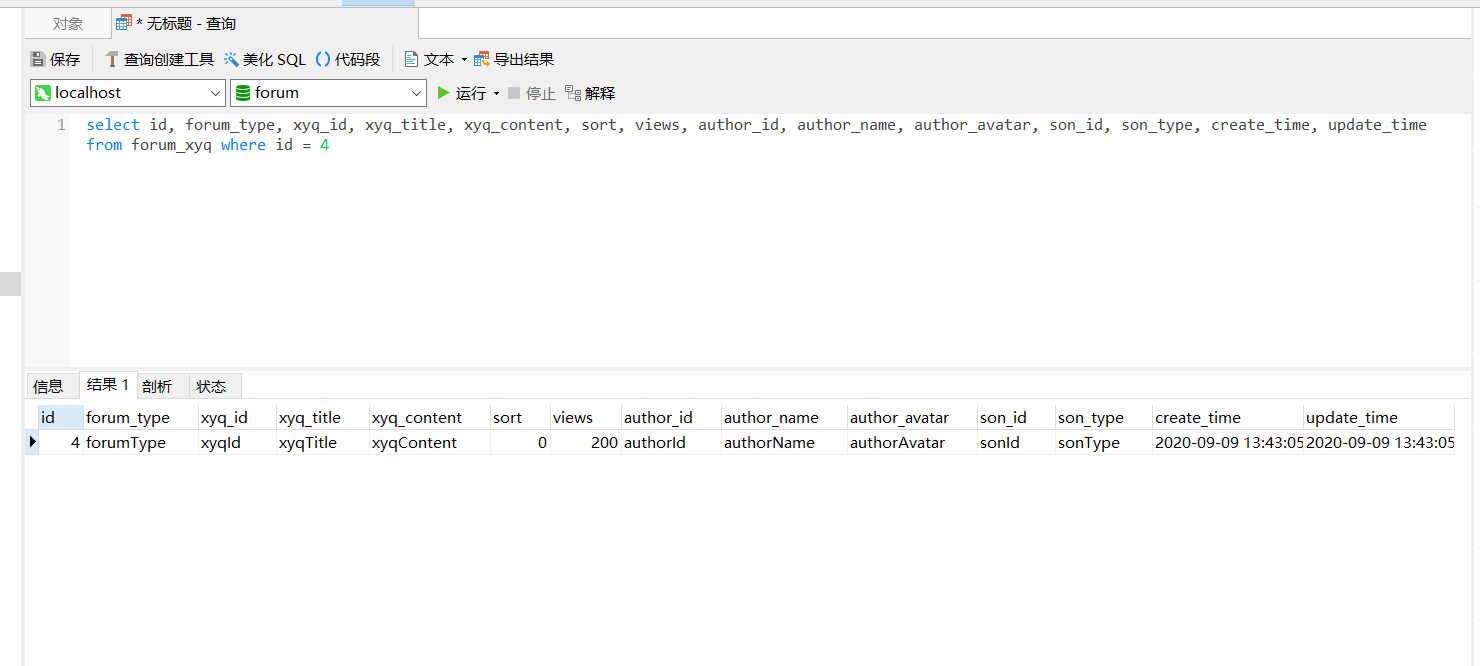 对象 * 无标题 - 查询
保存 查询创建工具 美化 SQL () 代码段 文本 导出结果
localhost forum 运行 停止 解释
1 select id, forum_type, xyq_id, xyq_title, xyq_content, sort, views, author_id, author_name, author_avatar, son_id, son_type, create_time, update_time
from forum_xyq where id = 4
信息 结果 1 剖析 状态
id forum_type xyq_id xyq_title xyq_content sort views author_id author_name author_avatar son_id son_type create_time update_time
4 forumType xyqId xyqTitle xyqContent 0 200 authorId authorName authorAvatar sonId sonType 2020-09-09 13:43:05 2020-09-09 13:43:05